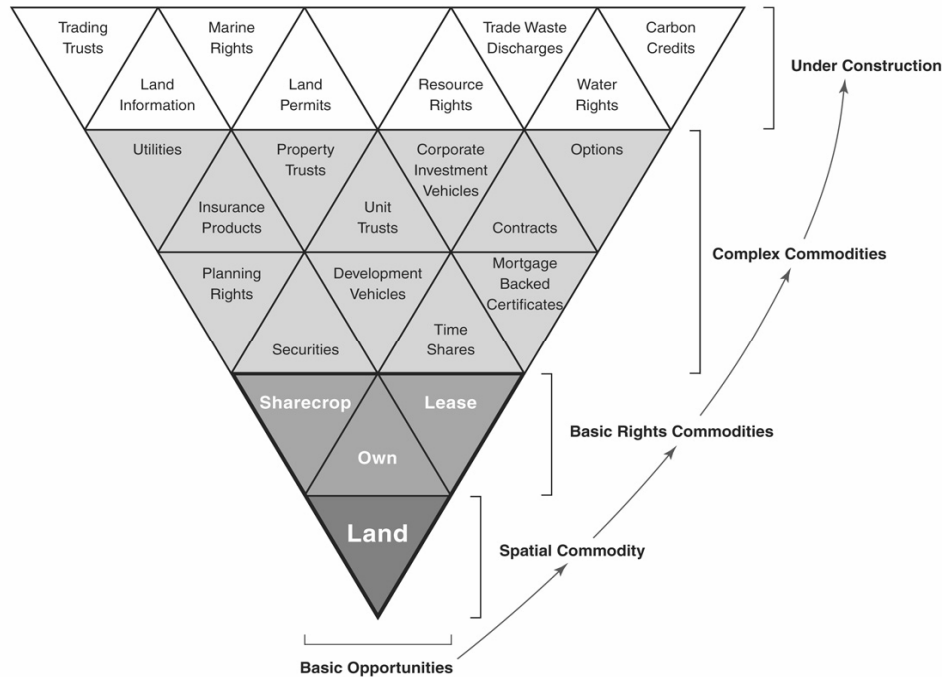 Trading
Trusts
Marine
Rights
Trade Waste
Discharges
Carbon
Credits
Land
Information
Land
Permits
Resource
Rights
Water
Rights
Under Construction
Utilities
Property
Trusts
Corporate
Investment
Vehicles
Options
Insurance
Products
Unit
Trusts
Contracts
Complex Commodities
Planning
Rights
Development
Vehicles
Mortgage
Backed
Certificates
Securities
Time
Shares
Sharecrop
Lease
Own
Basic Rights Commodities
Land
Spatial Commodity
Basic Opportunities